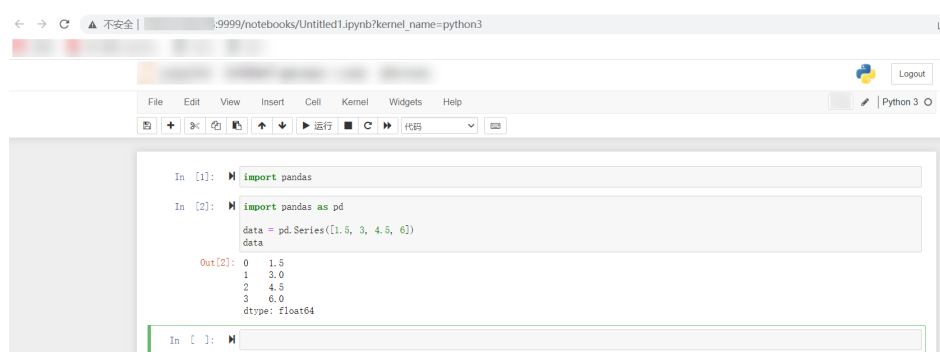 不安全 | :9999/notebooks/Untitled1.ipynb?kernel_name=python3
Logout
File Edit View Insert Cell Kernel Widgets Help
Python 3
运行 代码
In [1]: import pandas
In [2]: import pandas as pd
data = pd.Series([1.5, 3, 4.5, 6])
data
Out[2]: 0 1.5
1 3.0
2 4.5
3 6.0
dtype: float64
In [ ]: